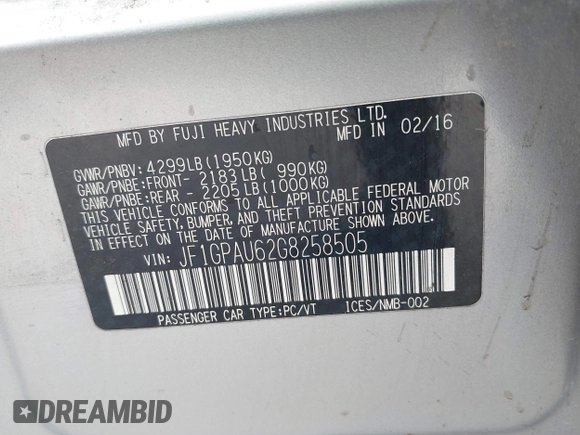 MFD BY FUJI HEAVY INDUSTRIES LTD.
MFD IN 02/16
GVWR/PNBV: 4299LB(1950KG)
GAWR/PNBE:FRONT- 2183LB( 990KG)
GAWR/PNBE:REAR - 2205LB(1000KG)
THIS VEHICLE CONFORMS TO ALL APPLICABLE FEDERAL MOTOR
VEHICLE SAFETY, BUMPER, AND THEFT PREVENTION STANDARDS
IN EFFECT ON THE DATE OF MANUFACTURE SHOWN ABOVE.
VIN: JF1GPAU62G8258505
PASSENGER CAR TYPE:PC/VT ICES/NMB-002
DREAMBID